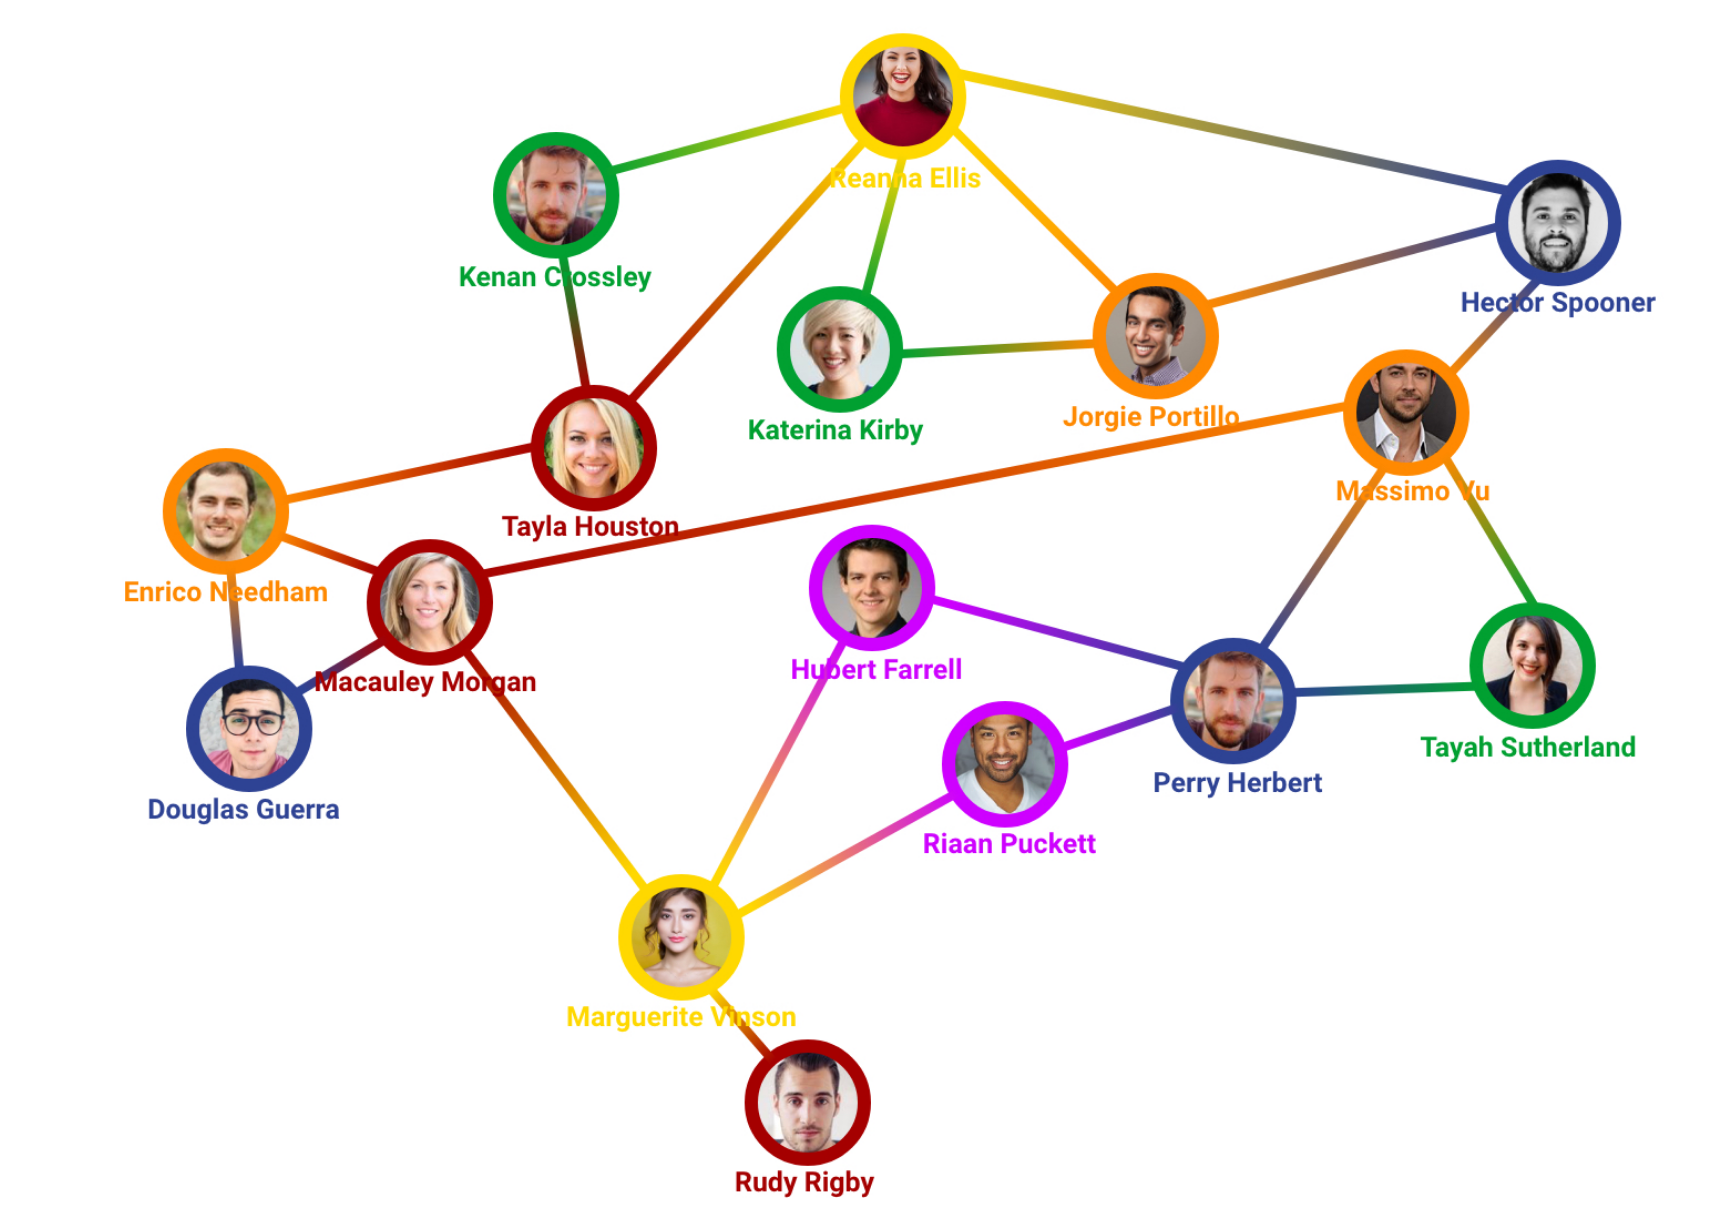 Reanna Ellis
Kenan Crossley
Hector Spooner
Katerina Kirby
Jorgie Portillo
Massimo Vu
Tayla Houston
Enrico Needham
Hubert Farrell
Macauley Morgan
Tayah Sutherland
Perry Herbert
Douglas Guerra
Riaan Puckett
Marguerite Vinson
Rudy Rigby